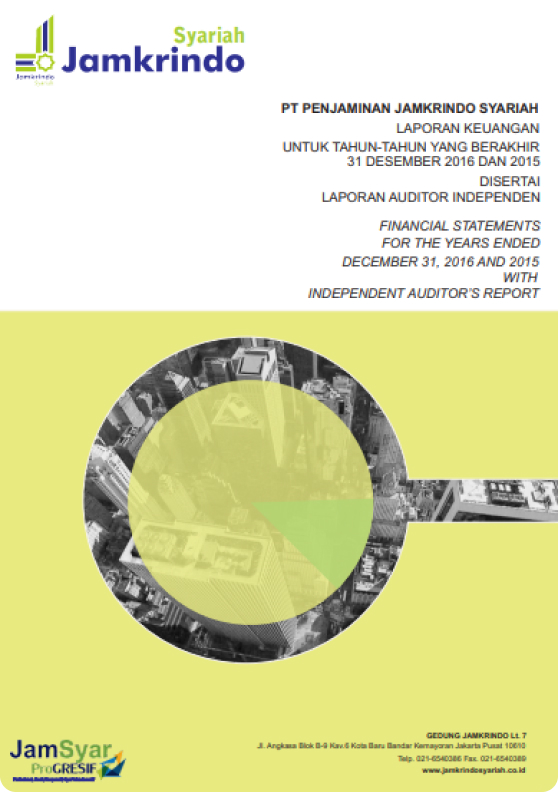 Syariah
Jamkrindo
Jamkrindo
Syariah
PT PENJAMINAN JAMKRINDO SYARIAH
LAPORAN KEUANGAN
UNTUK TAHUN-TAHUN YANG BERAKHIR
31 DESEMBER 2016 DAN 2015
DISERTAI
LAPORAN AUDITOR INDEPENDEN
FINANCIAL STATEMENTS
FOR THE YEARS ENDED
DECEMBER 31, 2016 AND 2015
WITH
INDEPENDENT AUDITOR'S REPORT
GEDUNG JAMKRINDO Lt. 7
Jl. Angkasa Blok B-9 Kav.6 Kota Baru Bandar Kemayoran Jakarta Pusat 10610
Telp. 021-6540386 Fax. 021-6540389
www.jamkrindosyariah.co.id
JamSyar
ProGRESIF